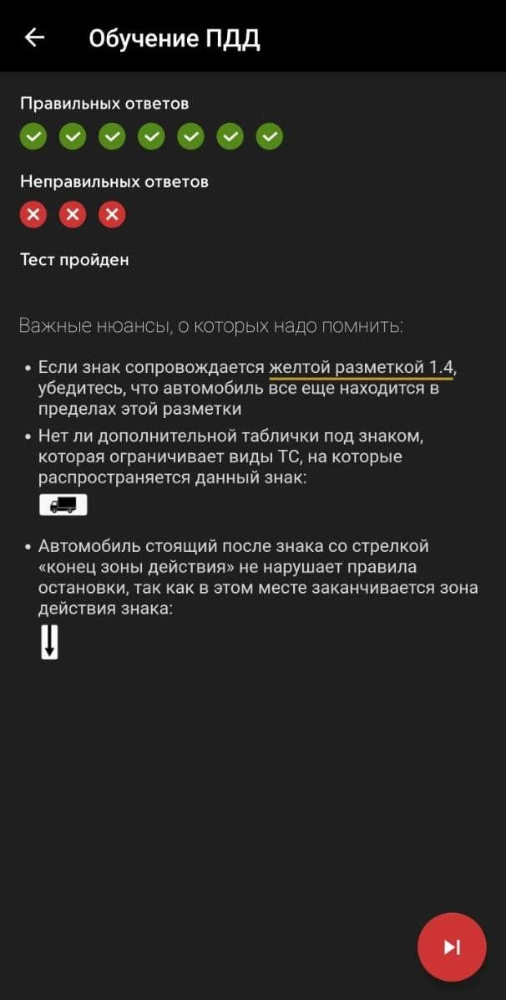 Обучение ПДД
Правильных ответов
Неправильных ответов
Тест пройден
Важные нюансы, о которых надо помнить:
• Если знак сопровождается желтой разметкой 1.4,
убедитесь, что автомобиль все еще находится в
пределах этой разметки
• Нет ли дополнительной таблички под знаком,
которая ограничивает виды ТС, на которые
распространяется данный знак:
• Автомобиль стоящий после знака со стрелкой
«конец зоны действия» не нарушает правила
остановки, так как в этом месте заканчивается зона
действия знака: